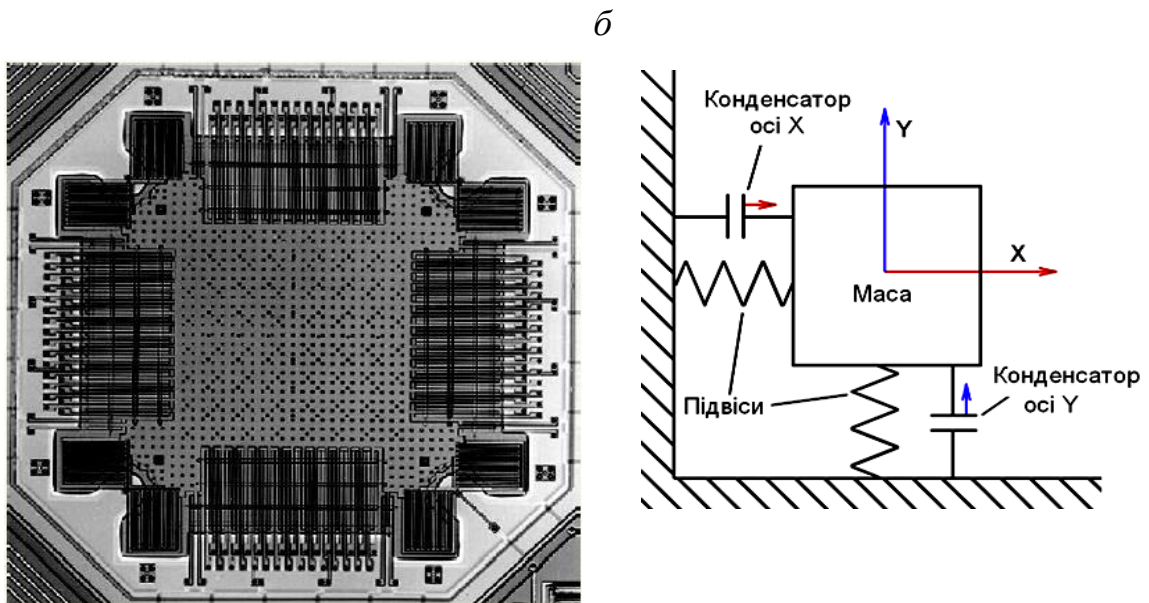 б
Конденсатор
осі X
Y
X
Маса
Підвіси
Конденсатор
осі Y